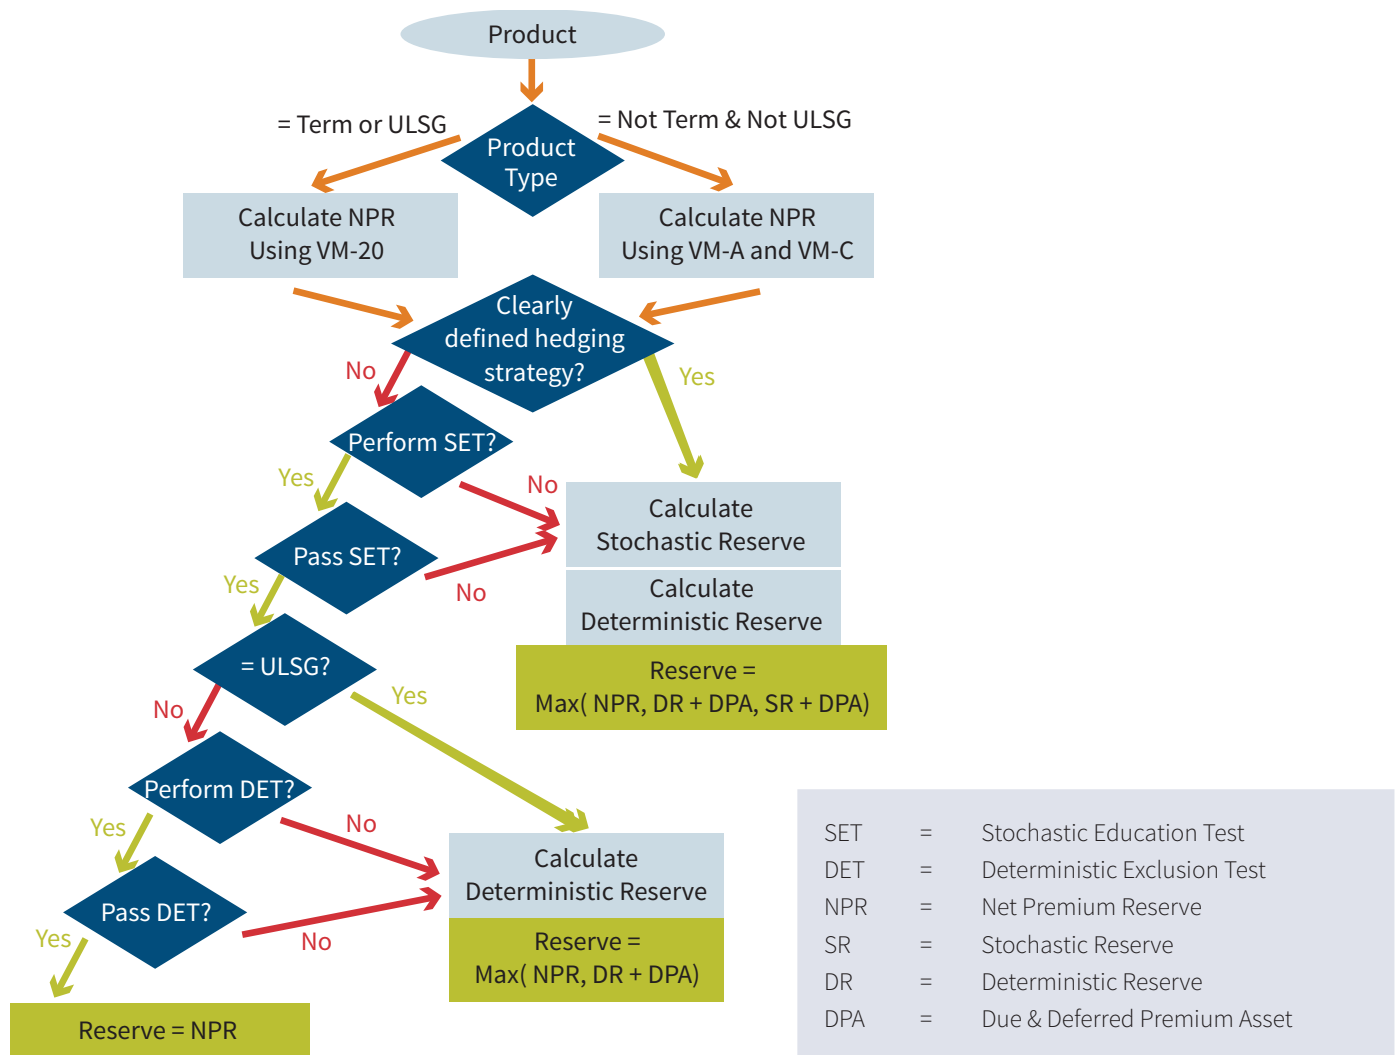 Product
= Term or ULSG
= Not Term & Not ULSG
Product
Type
Calculate NPR
Using VM-20
Calculate NPR
Using VM-A and VM-C
Clearly
defined hedging
strategy?
No
Yes
Perform SET?
Yes
No
Pass SET?
Yes
No
Calculate
Stochastic Reserve
Calculate
Deterministic Reserve
Reserve =
Max( NPR, DR + DPA, SR + DPA)
= ULSG?
No
Yes
Perform DET?
Yes
No
Pass DET?
Yes
No
Calculate
Deterministic Reserve
Reserve =
Max( NPR, DR + DPA)
Reserve = NPR
SET = Stochastic Education Test
DET = Deterministic Exclusion Test
NPR = Net Premium Reserve
SR = Stochastic Reserve
DR = Deterministic Reserve
DPA = Due & Deferred Premium Asset